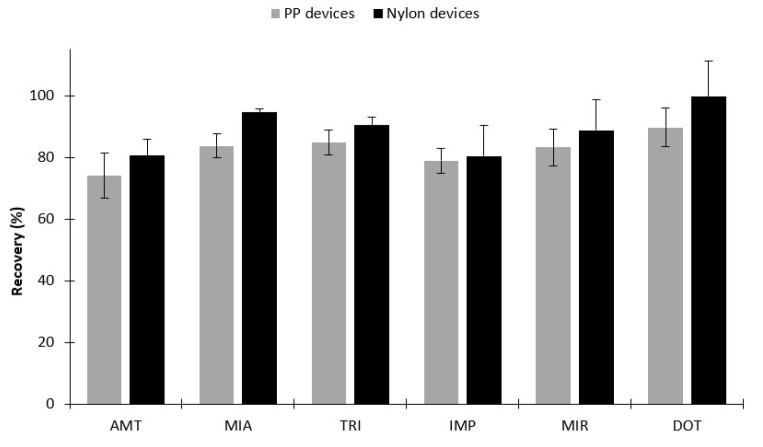 PP devices Nylon devices
100
80
60
40
20
0
Recovery (%)
AMT MIA TRI IMP MIR DOT